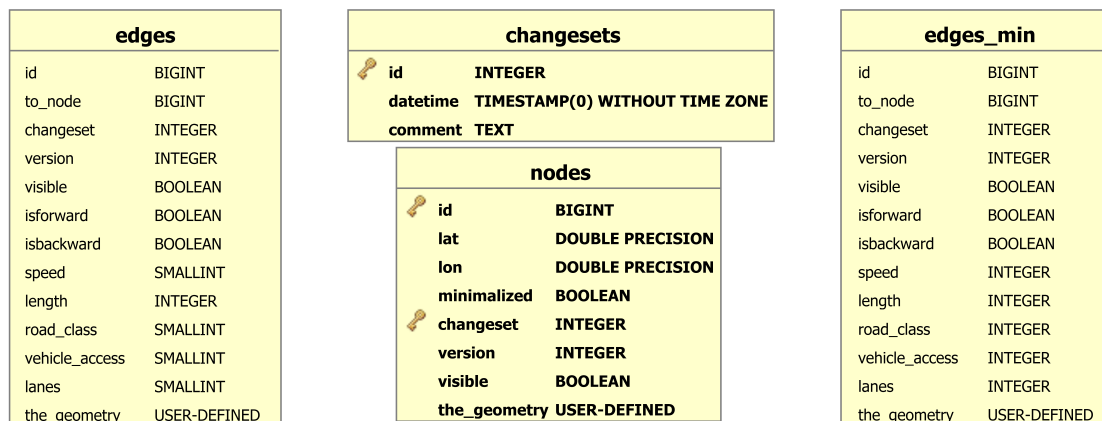 edges
id BIGINT
to_node BIGINT
changeset INTEGER
version INTEGER
visible BOOLEAN
isforward BOOLEAN
isbackward BOOLEAN
speed SMALLINT
length INTEGER
road_class SMALLINT
vehicle_access SMALLINT
lanes SMALLINT
the_geometry USER-DEFINED
changesets
id INTEGER
datetime TIMESTAMP(0) WITHOUT TIME ZONE
comment TEXT
nodes
id BIGINT
lat DOUBLE PRECISION
lon DOUBLE PRECISION
minimalized BOOLEAN
changeset INTEGER
version INTEGER
visible BOOLEAN
the_geometry USER-DEFINED
edges_min
id BIGINT
to_node BIGINT
changeset INTEGER
version INTEGER
visible BOOLEAN
isforward BOOLEAN
isbackward BOOLEAN
speed INTEGER
length INTEGER
road_class INTEGER
vehicle_access INTEGER
lanes INTEGER
the_geometry USER-DEFINED